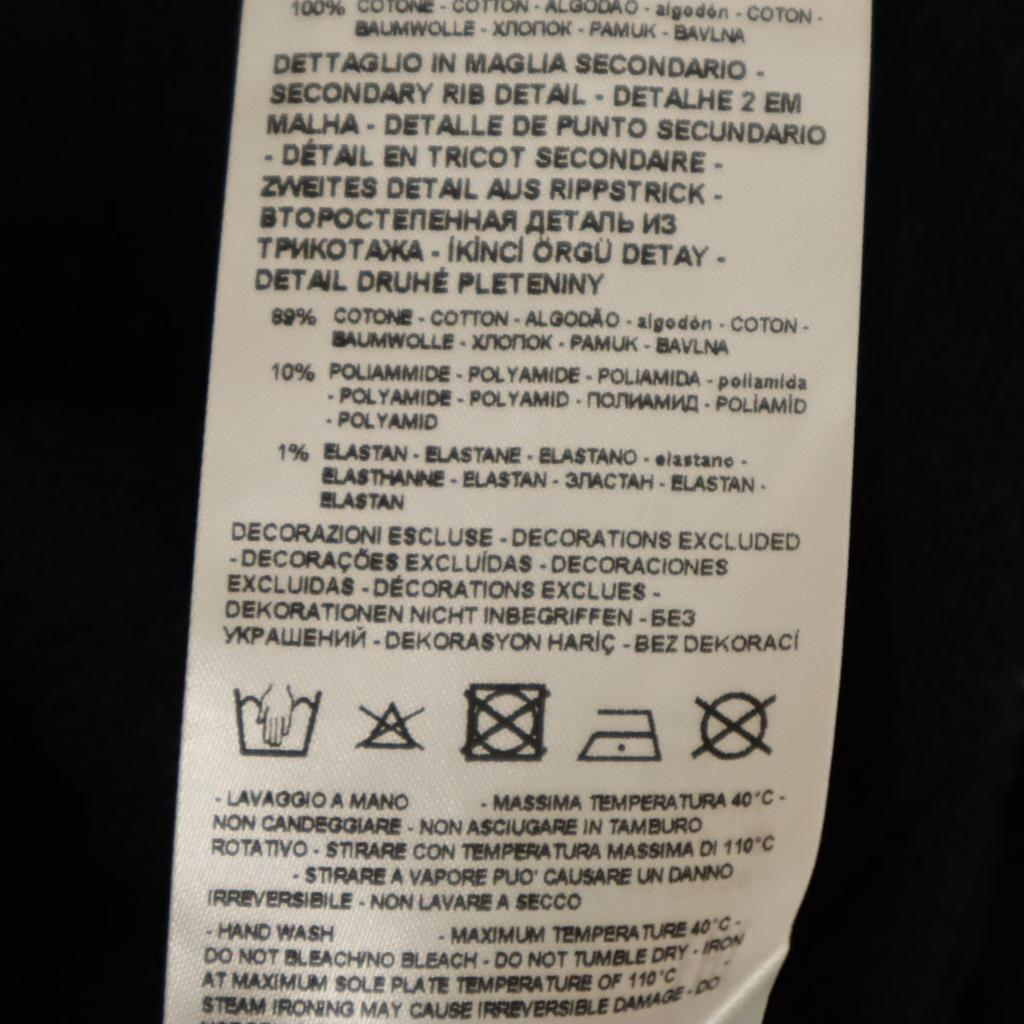 100% COTONE - COTTON - ALGODÃO - algodón - COTON -
BAUMWOLLE - ХЛОПОК - PAMUK - BAVLNA
DETTAGLIO IN MAGLIA SECONDARIO -
SECONDARY RIB DETAIL - DETALHE 2 EM
MALHA - DETALLE DE PUNTO SECUNDARIO
- DÉTAIL EN TRICOT SECONDAIRE -
ZWEITES DETAIL AUS RIPPSTRICK -
ВТОРОСТЕПЕННАЯ ДЕТАЛЬ ИЗ
ТРИКОТАЖА - İKİNCİ ÖRGÜ DETAY -
DETAIL DRUHÉ PLETENINY
89% COTONE - COTTON - ALGODÃO - algodón - COTON -
BAUMWOLLE - ХЛОПОК - PAMUK - BAVLNA
10% POLIAMMIDE - POLYAMIDE - POLIAMIDA - poliamida
- POLYAMIDE - POLYAMID - ПОЛИАМИД - POLİAMİD
- POLYAMID
1% ELASTAN - ELASTANE - ELASTANO - elastano -
ELASTHANNE - ELASTAN - ЭЛАСТАН - ELASTAN -
ELASTAN
DECORAZIONI ESCLUSE - DECORATIONS EXCLUDED
- DECORAÇÕES EXCLUÍDAS - DECORACIONES
EXCLUIDAS - DÉCORATIONS EXCLUES -
DEKORATIONEN NICHT INBEGRIFFEN - БЕЗ
УКРАШЕНИЙ - DEKORASYON HARİÇ - BEZ DEKORACÍ
- LAVAGGIO A MANO - MASSIMA TEMPERATURA 40°C -
NON CANDEGGIARE - NON ASCIUGARE IN TAMBURO
ROTATIVO - STIRARE CON TEMPERATURA MASSIMA DI 110°C
- STIRARE A VAPORE PUO' CAUSARE UN DANNO
IRREVERSIBILE - NON LAVARE A SECCO
- HAND WASH - MAXIMUM TEMPERATURE 40°C -
DO NOT BLEACH/NO BLEACH - DO NOT TUMBLE DRY - IRON
AT MAXIMUM SOLE PLATE TEMPERATURE OF 110°C
STEAM IRONING MAY CAUSE IRREVERSIBLE DAMAGE - DO